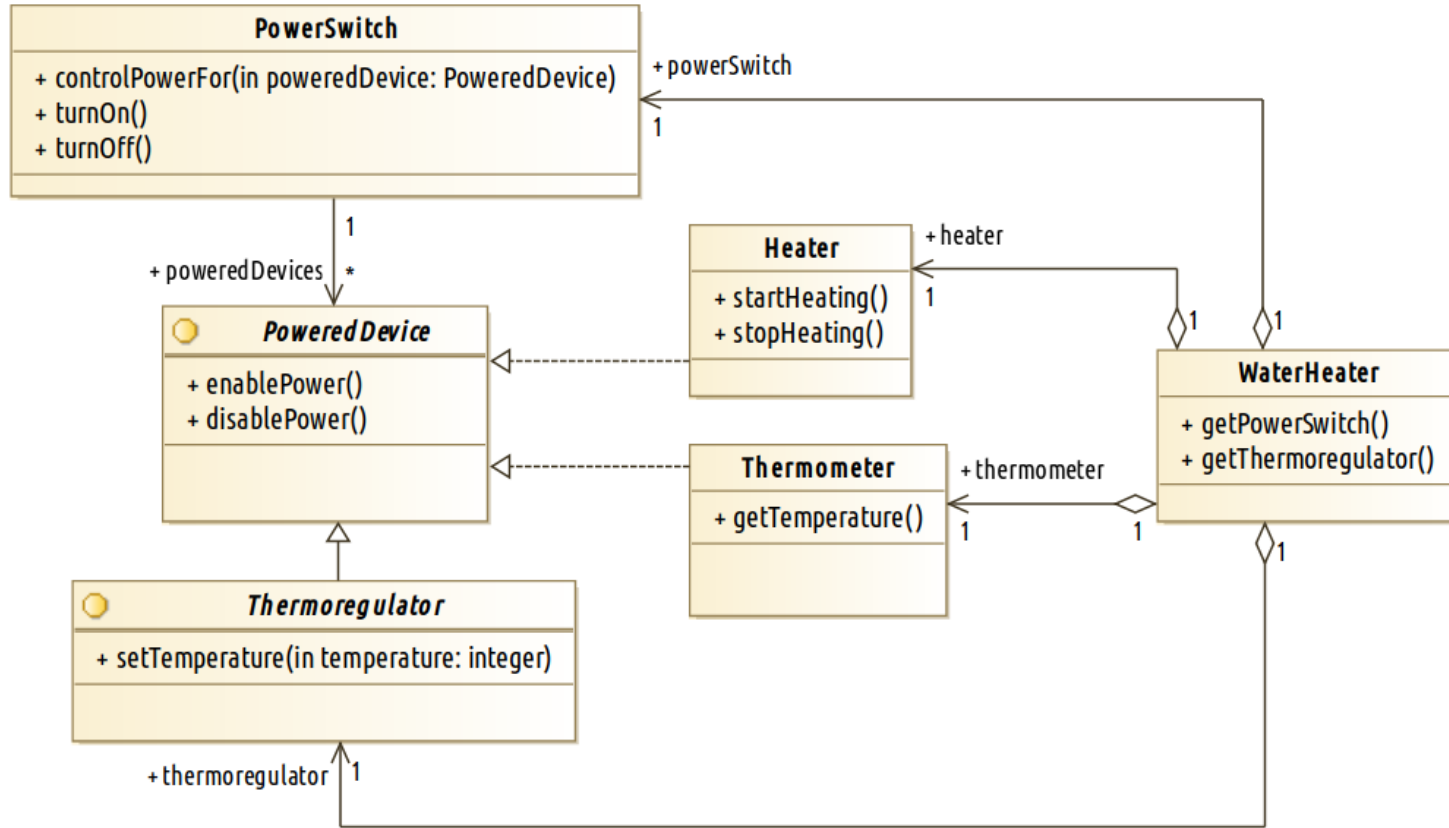 PowerSwitch
+ controlPowerFor(in poweredDevice: PoweredDevice)
+ turnOn()
+ turnOff()
+ powerSwitch
1
1
+ poweredDevices
*
PoweredDevice
+ enablePower()
+ disablePower()
Heater
+ startHeating()
+ stopHeating()
+ heater
1
1
1
WaterHeater
+ getPowerSwitch()
+ getThermoregulator()
Thermometer
+ getTemperature()
+ thermometer
1
1
1
Thermoregulator
+ setTemperature(in temperature: integer)
+ thermoregulator
1